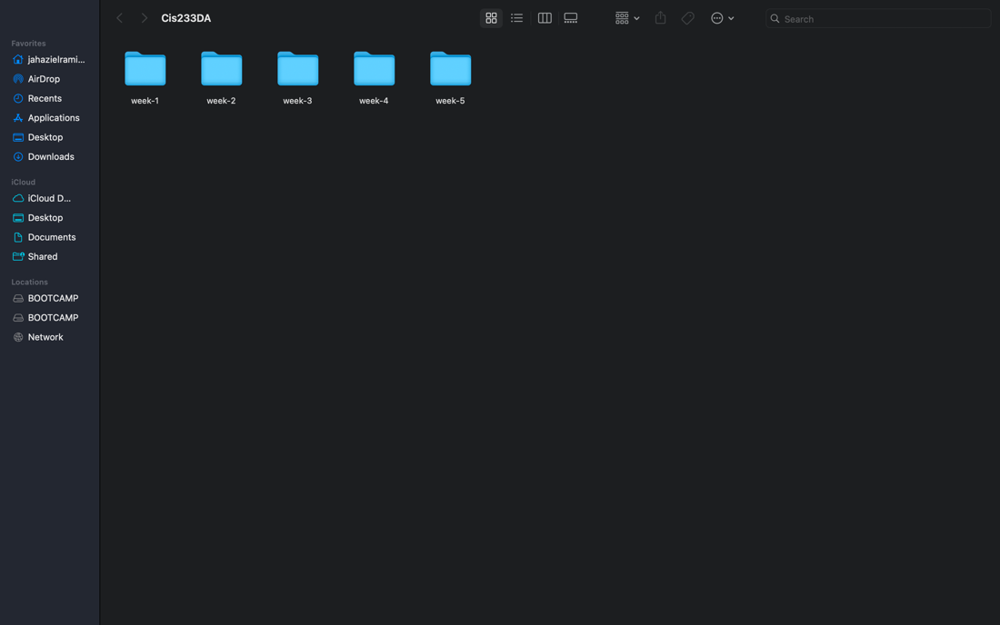 Cis233DA
Search
Favorites
jahazielrami...
AirDrop
Recents
Applications
Desktop
Downloads
iCloud
iCloud D...
Desktop
Documents
Shared
Locations
BOOTCAMP
BOOTCAMP
Network
week-1
week-2
week-3
week-4
week-5